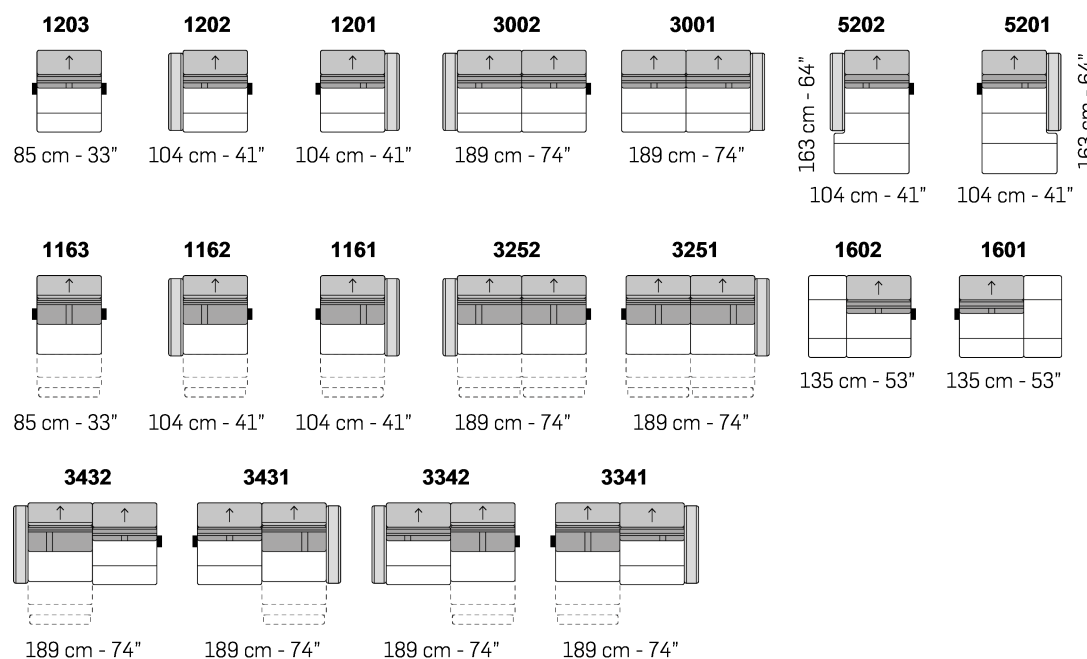 1203 1202 1201 3002 3001 5202 5201
163 cm - 64”
163 cm - 64”
85 cm - 33” 104 cm - 41” 104 cm - 41” 189 cm - 74” 189 cm - 74”
104 cm - 41” 104 cm - 41”
1163 1162 1161 3252 3251 1602 1601
135 cm - 53” 135 cm - 53”
85 cm - 33” 104 cm - 41” 104 cm - 41” 189 cm - 74” 189 cm - 74”
3432 3431 3342 3341
189 cm - 74” 189 cm - 74” 189 cm - 74” 189 cm - 74”